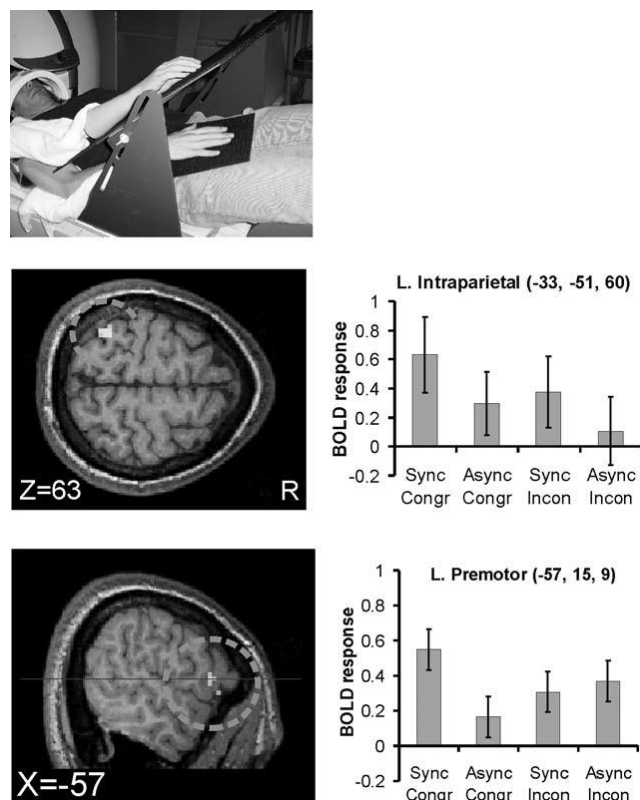 Z=63
R
L. Intraparietal (-33, -51, 60)
BOLD response
1
0.8
0.6
0.4
0.2
0
-0.2
Sync Async Sync Async
Congr Congr Incon Incon
X=-57
L. Premotor (-57, 15, 9)
BOLD response
1
0.8
0.6
0.4
0.2
0
-0.2
Sync Async Sync Async
Congr Congr Incon Incon